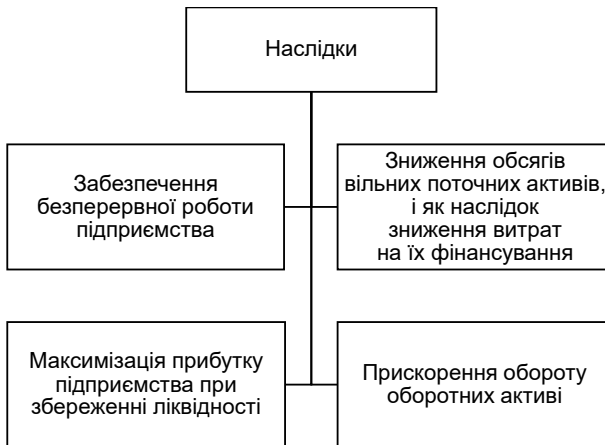 Наслідки
Забезпечення
безперервної роботи
підприємства
Зниження обсягів
вільних поточних активів,
і як наслідок
зниження витрат
на їх фінансування
Максимізація прибутку
підприємства при
збереженні ліквідності
Прискорення обороту
оборотних активі